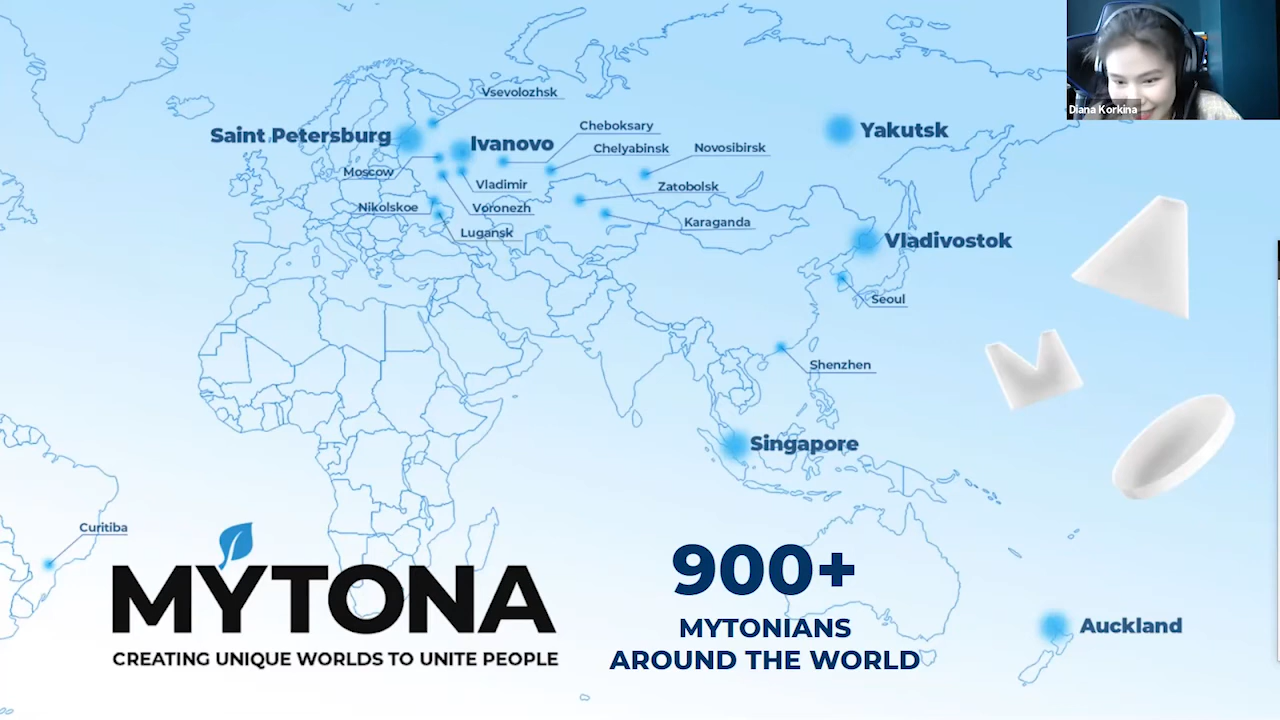 Diana Korkina
Vsevolozhsk
Saint Petersburg
Ivanovo
Cheboksary
Chelyabinsk
Novosibirsk
Yakutsk
Moscow
Vladimir
Zatobolsk
Nikolskoe
Voronezh
Karaganda
Lugansk
Vladivostok
Seoul
Shenzhen
Singapore
Curitiba
MYTONA
CREATING UNIQUE WORLDS TO UNITE PEOPLE
900+
MYTONIANS
AROUND THE WORLD
Auckland